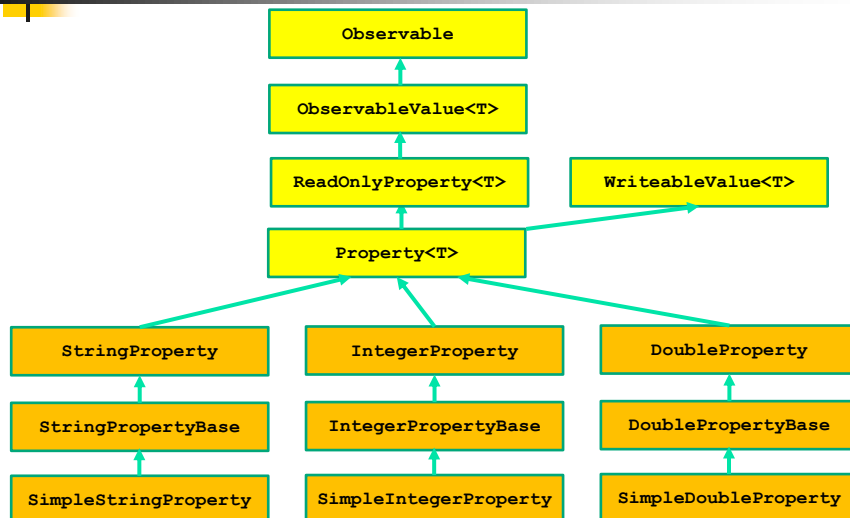 Observable
ObservableValue<T>
ReadOnlyProperty<T>
WriteableValue<T>
Property<T>
StringProperty
IntegerProperty
DoubleProperty
StringPropertyBase
IntegerPropertyBase
DoublePropertyBase
SimpleStringProperty
SimpleIntegerProperty
SimpleDoubleProperty